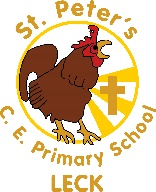 St. Peter's
C. E. Primary School
LECK